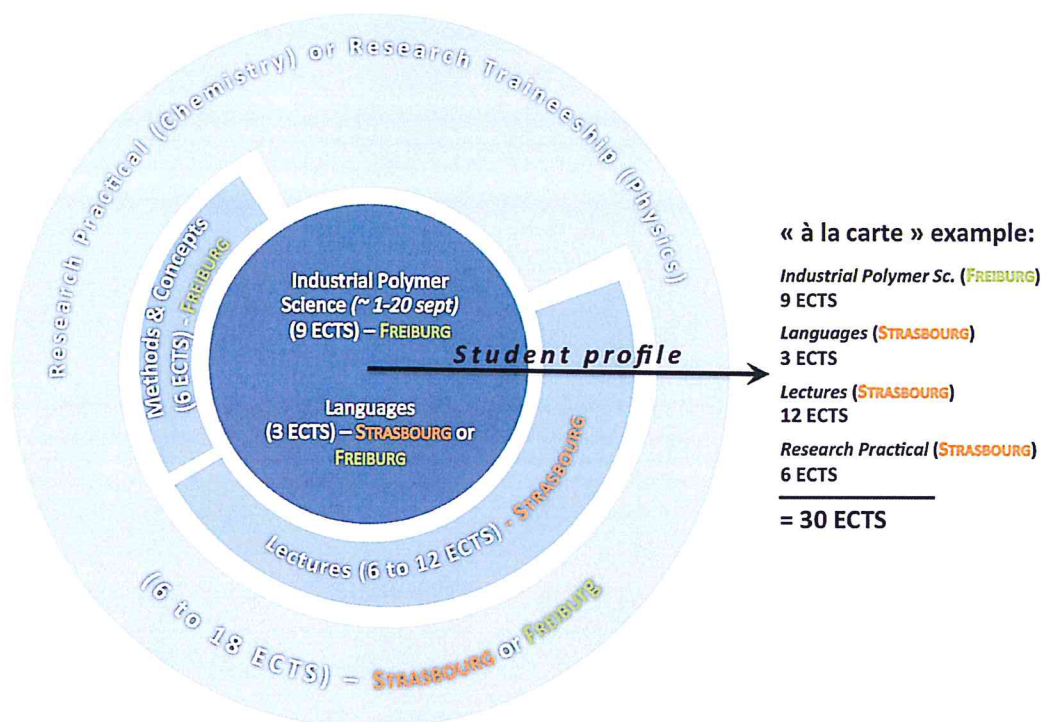 Research Practical (Chemistry) or Research Traineeship (Physics)
((6 to 18 ECTS) – STRASBOURG or FREIBURG
Methods & Concepts
(6 ECTS) - FREIBURG
Lectures (6 to 12 ECTS) - STRASBOURG
Industrial Polymer
Science (~ 1-20 sept)
(9 ECTS) – FREIBURG
Student profile
Languages
(3 ECTS) – STRASBOURG or
FREIBURG
« à la carte » example:
Industrial Polymer Sc. (FREIBURG)
9 ECTS
Languages (STRASBOURG)
3 ECTS
Lectures (STRASBOURG)
12 ECTS
Research Practical (STRASBOURG)
6 ECTS
= 30 ECTS